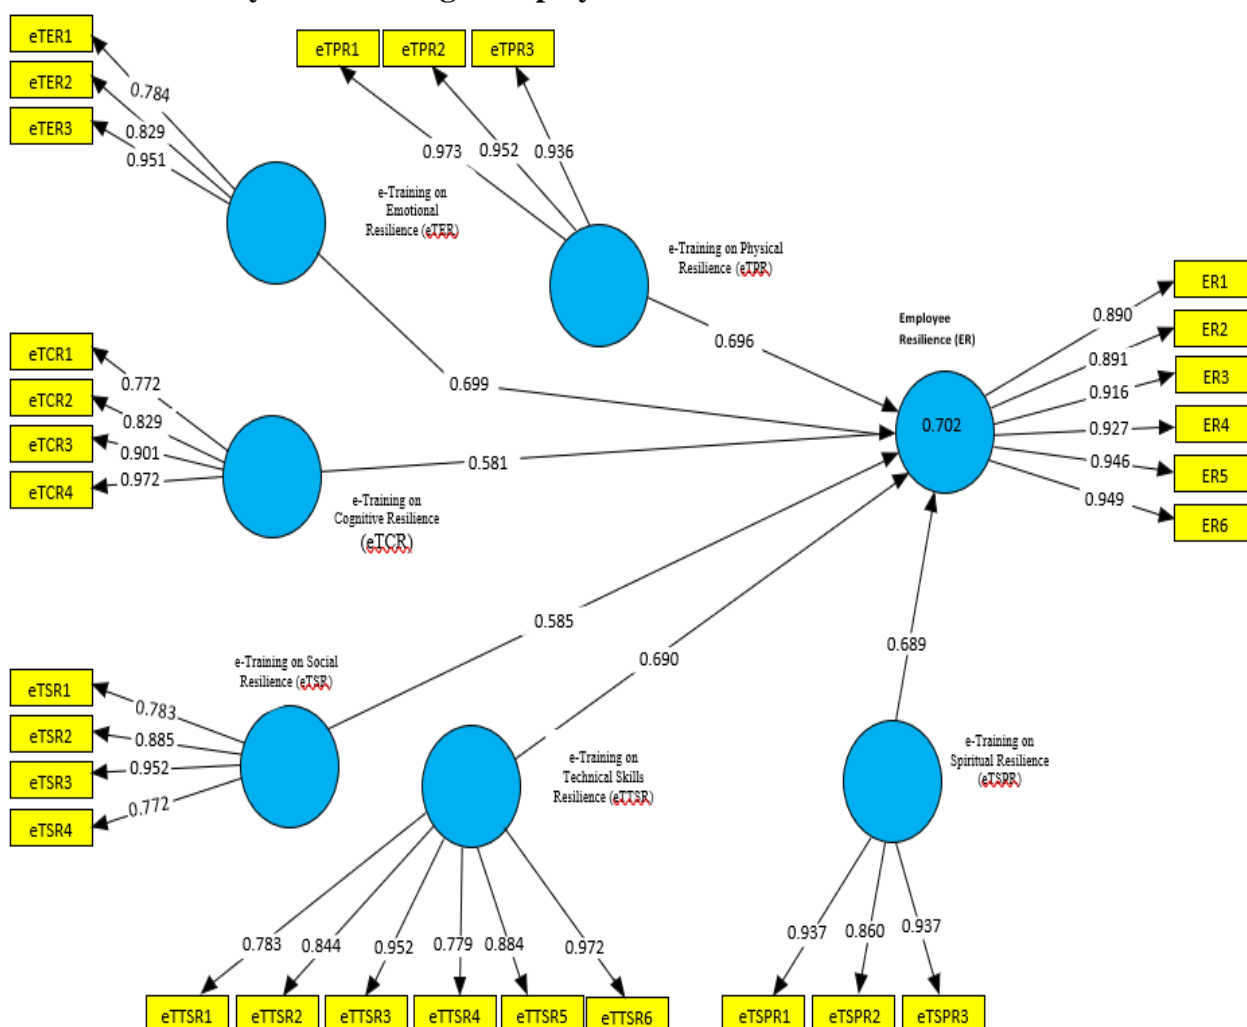 eTER1
eTER2
eTER3
0.784
0.829
0.951
eTPR1
eTPR2
eTPR3
0.973
0.952
0.936
e-Training on
Emotional
Resilience (eTER)
e-Training on Physical
Resilience (eTPR)
0.696
0.699
Employee
Resilience (ER)
0.702
0.890
0.891
0.916
0.927
0.946
0.949
ER1
ER2
ER3
ER4
ER5
ER6
eTCR1
eTCR2
eTCR3
eTCR4
0.772
0.829
0.901
0.972
0.581
e-Training on
Cognitive Resilience
(eTCR)
0.585
0.690
0.689
e-Training on Social
Resilience (eTSR)
eTSR1
eTSR2
eTSR3
eTSR4
0.783
0.885
0.952
0.772
e-Training on
Technical Skills
Resilience (eTTSR)
e-Training on
Spiritual Resilience
(eTSPR)
0.783
0.844
0.952
0.779
0.884
0.972
0.937
0.860
0.937
eTTSR1
eTTSR2
eTTSR3
eTTSR4
eTTSR5
eTTSR6
eTSPR1
eTSPR2
eTSPR3